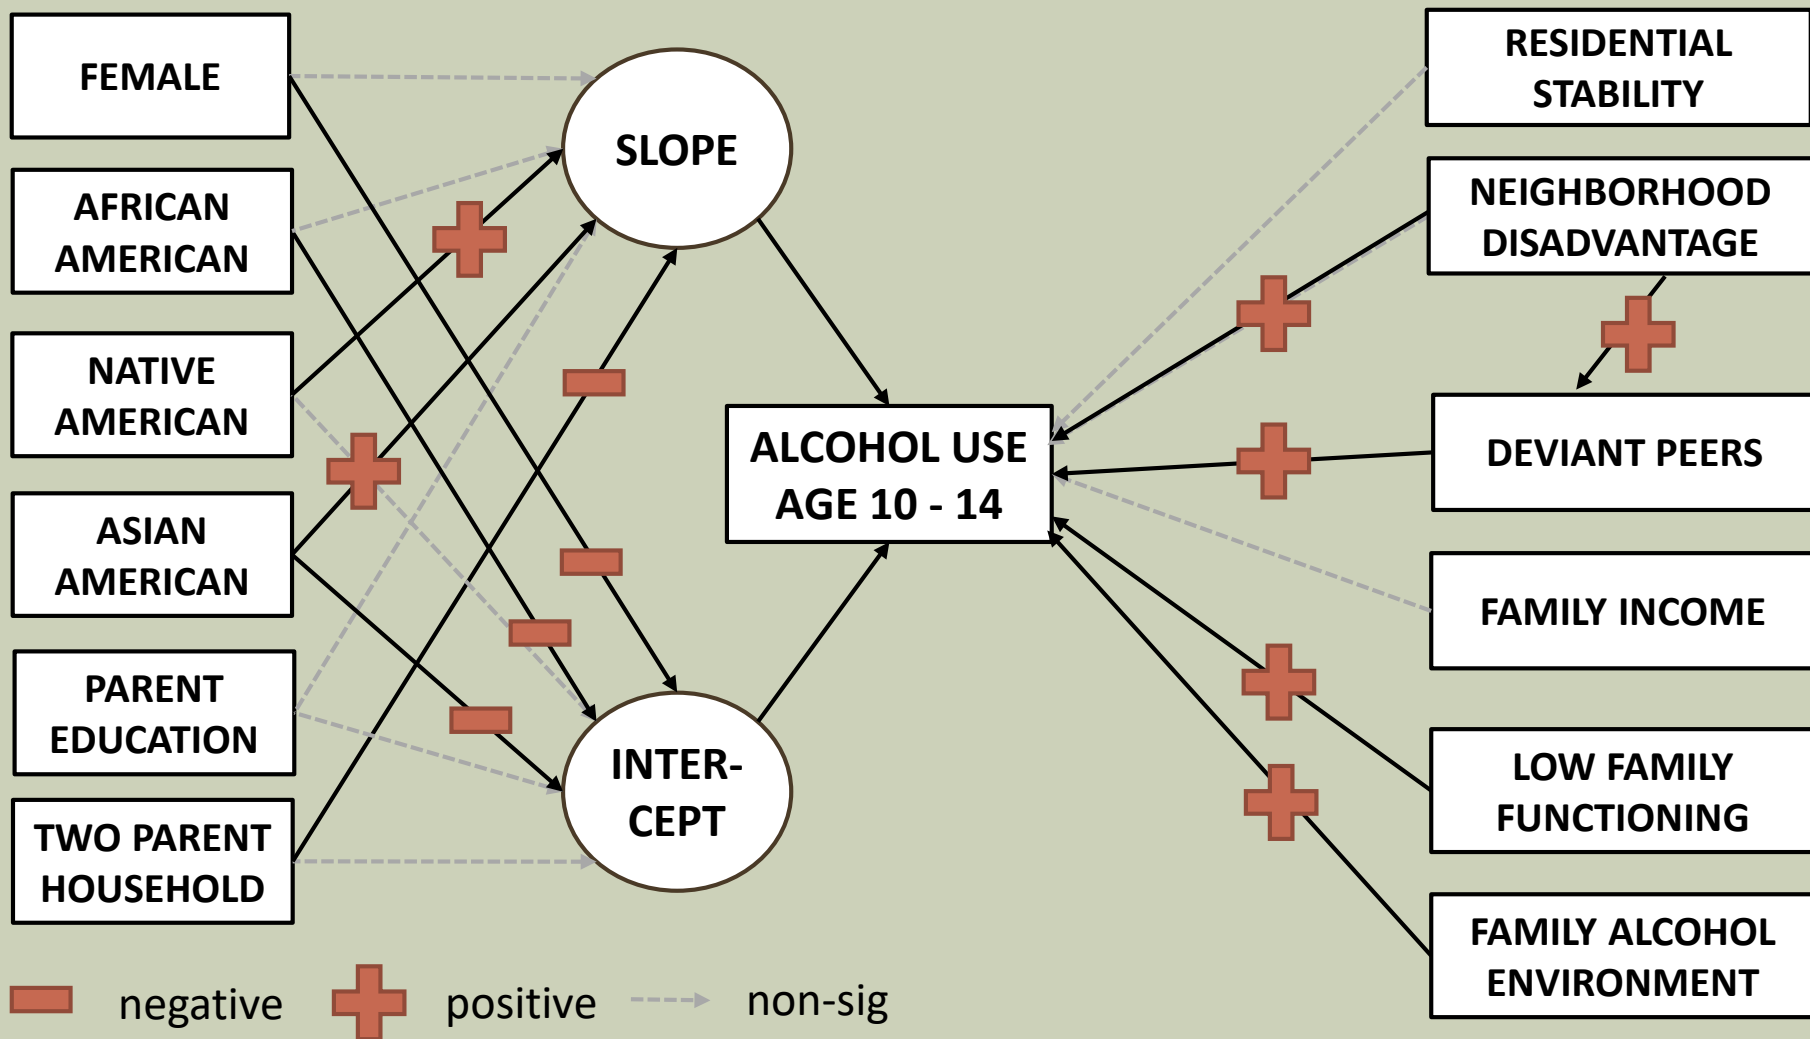 FEMALE
AFRICAN
AMERICAN
NATIVE
AMERICAN
ASIAN
AMERICAN
PARENT
EDUCATION
TWO PARENT
HOUSEHOLD
SLOPE
INTER-
CEPT
ALCOHOL USE
AGE 10 - 14
RESIDENTIAL
STABILITY
NEIGHBORHOOD
DISADVANTAGE
DEVIANT PEERS
FAMILY INCOME
LOW FAMILY
FUNCTIONING
FAMILY ALCOHOL
ENVIRONMENT
negative
positive
non-sig